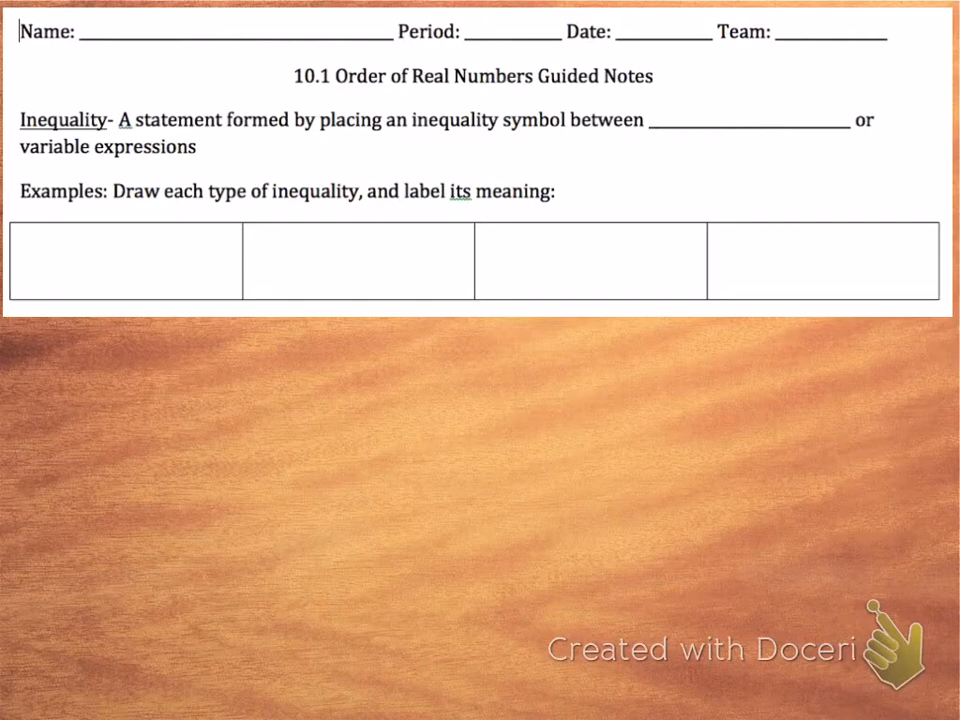 Name: _________________________________ Period: __________ Date: __________ Team: ____________
10.1 Order of Real Numbers Guided Notes
Inequality- A statement formed by placing an inequality symbol between _____________________ or
variable expressions
Examples: Draw each type of inequality, and label its meaning:
Created with Doceri